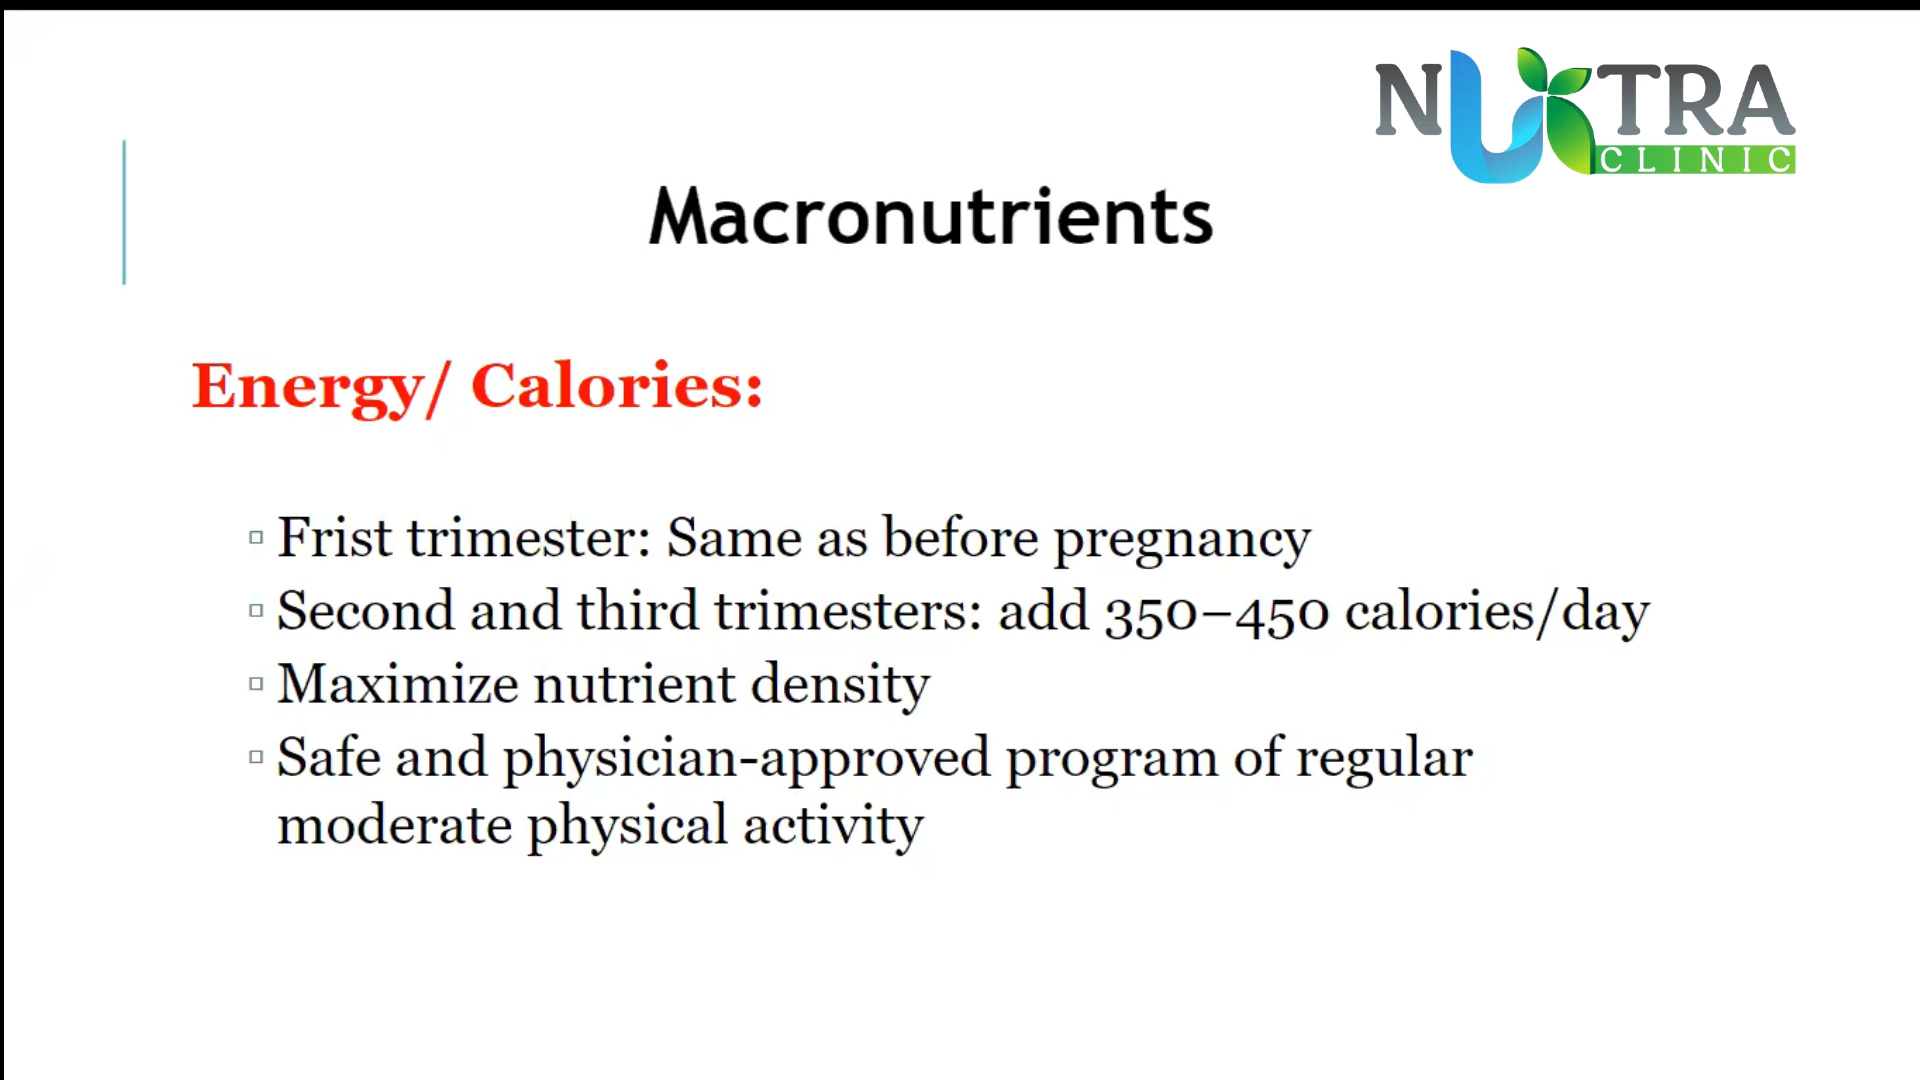 NUTRA
CLINIC
Macronutrients
Energy/ Calories:
▫ Frist trimester: Same as before pregnancy
▫ Second and third trimesters: add 350–450 calories/day
▫ Maximize nutrient density
▫ Safe and physician-approved program of regular
moderate physical activity